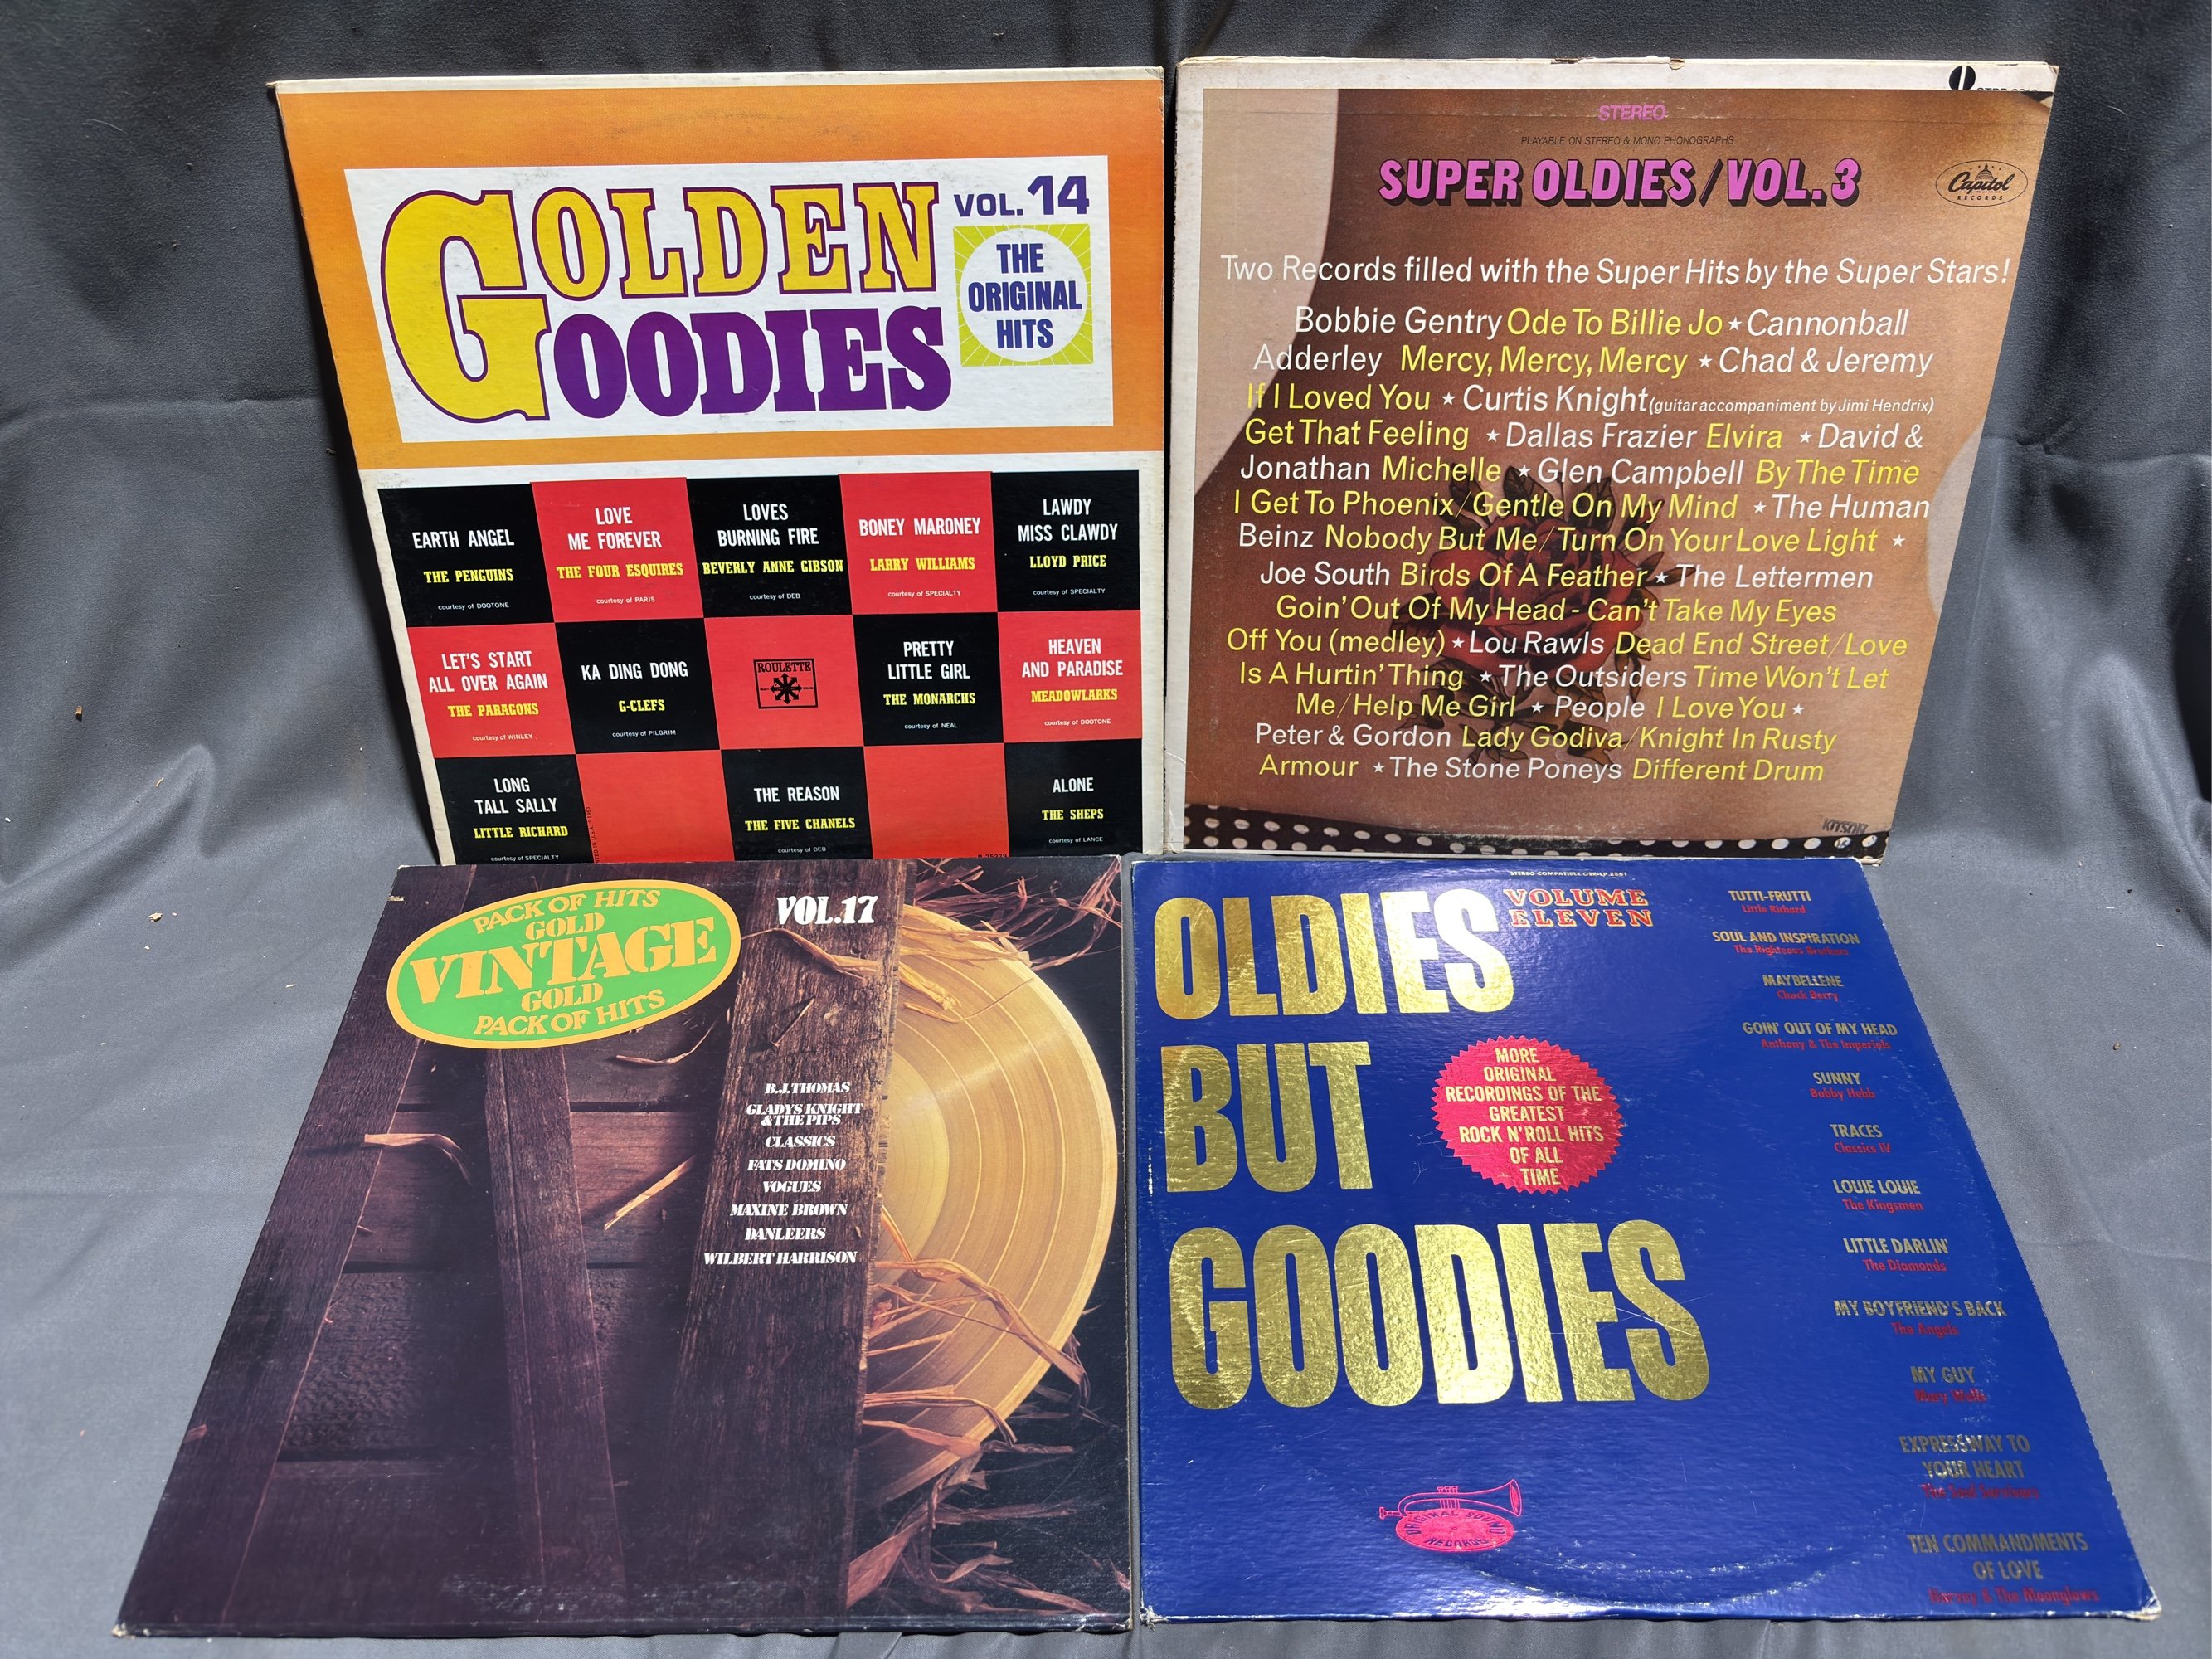 GOLDEN
GOODIES
VOL. 14
THE
ORIGINAL
HITS
EARTH ANGEL
THE PENGUINS
courtesy of DOOTONE
LOVE
ME FOREVER
THE FOUR ESQUIRES
courtesy of PARIS
LOVES
BURNING FIRE
BEVERLY ANNE GIBSON
courtesy of DEB
BONEY MARONEY
LARRY WILLIAMS
courtesy of SPECIALTY
LAWDY
MISS CLAWDY
LLOYD PRICE
courtesy of SPECIALTY
LET'S START
ALL OVER AGAIN
THE PARAGONS
courtesy of WINLEY
KA DING DONG
G-CLEFS
courtesy of PILGRIM
ROULETTE
PRETTY
LITTLE GIRL
THE MONARCHS
courtesy of NEAL
HEAVEN
AND PARADISE
MEADOWLARKS
courtesy of DOOTONE
LONG
TALL SALLY
LITTLE RICHARD
courtesy of SPECIALTY
THE REASON
THE FIVE CHANELS
courtesy of DEB
ALONE
THE SHEPS
courtesy of LANCE
STEREO
PLAYABLE ON STEREO & MONO PHONOGRAPHS
SUPER OLDIES/VOL.3
Capitol
RECORDS
Two Records filled with the Super Hits by the Super Stars!
Bobbie Gentry Ode To Billie Jo ★ Cannonball
Adderley Mercy, Mercy, Mercy ★ Chad & Jeremy
If I Loved You ★ Curtis Knight (guitar accompaniment by Jimi Hendrix)
Get That Feeling ★ Dallas Frazier Elvira ★ David &
Jonathan Michelle ★ Glen Campbell By The Time
I Get To Phoenix/Gentle On My Mind ★ The Human
Beinz Nobody But Me/Turn On Your Love Light ★
Joe South Birds Of A Feather ★ The Lettermen
Goin' Out Of My Head - Can't Take My Eyes
Off You (medley) ★ Lou Rawls Dead End Street/Love
Is A Hurtin' Thing ★ The Outsiders Time Won't Let
Me/Help Me Girl ★ People I Love You ★
Peter & Gordon Lady Godiva/Knight In Rusty
Armour ★ The Stone Poneys Different Drum
PACK OF HITS
GOLD
VINTAGE
GOLD
PACK OF HITS
VOL.17
B.J. THOMAS
GLADYS KNIGHT
& THE PIPS
CLASSICS
FATS DOMINO
VOGUES
MAXINE BROWN
DANLEERS
WILBERT HARRISON
OLDIES
BUT
GOODIES
VOLUME
ELEVEN
MORE
ORIGINAL
RECORDINGS OF THE
GREATEST
ROCK N' ROLL HITS
OF ALL
TIME
ORIGINAL SOUND
RECORDS
TUTTI-FRUTTI
Little Richard
SOUL AND INSPIRATION
The Righteous Brothers
MAYBELLENE
Chuck Berry
GOIN' OUT OF MY HEAD
Anthony & The Imperials
SUNNY
Bobby Hebb
TRACES
Classics IV
LOUIE LOUIE
The Kingsmen
LITTLE DARLIN'
The Diamonds
MY BOYFRIEND'S BACK
The Angels
MY GUY
Mary Wells
EXPRESSWAY TO
YOUR HEART
The Soul Survivors
TEN COMMANDMENTS
OF LOVE
Harvey & The Moonglows